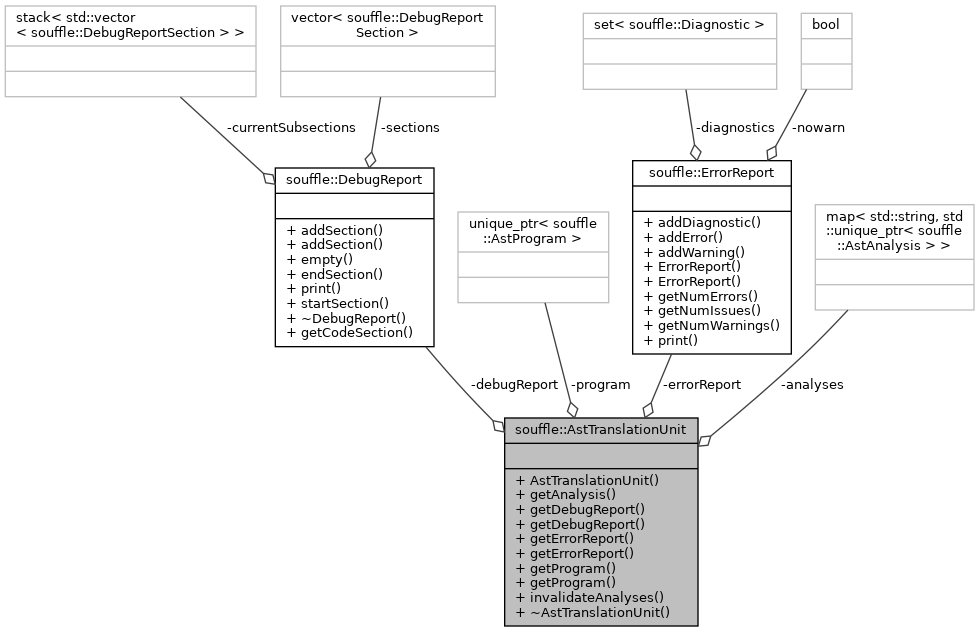 stack< std::vector
< souffle::DebugReportSection > >
vector< souffle::DebugReport
Section >
set< souffle::Diagnostic >
bool
-currentSubsections
-sections
-diagnostics
-nowarn
souffle::DebugReport
+ addSection()
+ addSection()
+ empty()
+ endSection()
+ print()
+ startSection()
+ ~DebugReport()
+ getCodeSection()
unique_ptr< souffle
::AstProgram >
souffle::ErrorReport
+ addDiagnostic()
+ addError()
+ addWarning()
+ ErrorReport()
+ ErrorReport()
+ getNumErrors()
+ getNumIssues()
+ getNumWarnings()
+ print()
map< std::string, std
::unique_ptr< souffle
::AstAnalysis > >
-debugReport
-program
-errorReport
-analyses
souffle::AstTranslationUnit
+ AstTranslationUnit()
+ getAnalysis()
+ getDebugReport()
+ getDebugReport()
+ getErrorReport()
+ getErrorReport()
+ getProgram()
+ getProgram()
+ invalidateAnalyses()
+ ~AstTranslationUnit()